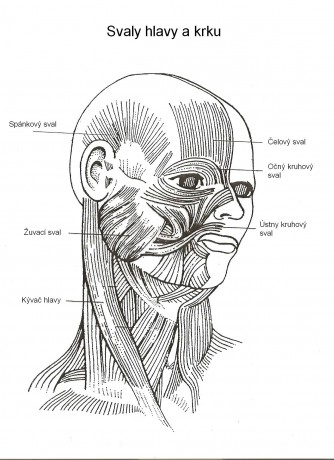 Svaly hlavy a krku
Spánkový sval
Čelový sval
Očný kruhový
sval
Žuvací sval
Ústny kruhový
sval
Kývač hlavy